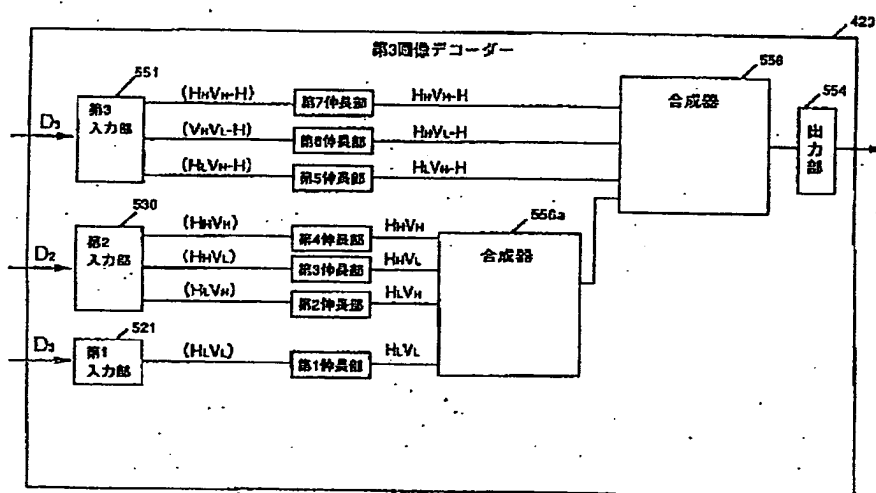 423
第3画像デコーダー
551
556
554
第3
入力部
D3
(HHVH-H)
第7伸長部
HHVH-H
(VHVL-H)
第6伸長部
HHVL-H
(HLVH-H)
第5伸長部
HLVH-H
合成器
出力部
530
556a
第2
入力部
D2
(HHVH)
第4伸長部
HHVH
(HHVL)
第3伸長部
HHVL
(HLVH)
第2伸長部
HLVH
合成器
521
第1
入力部
D3
(HLVL)
第1伸長部
HLVL